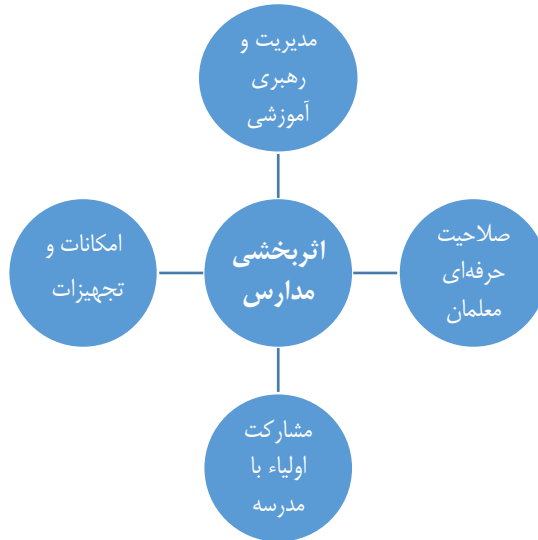 مدیریت و
رهبری
آموزشی
صلاحیت
حرفه‌ای
معلمان
اثربخشی
مدارس
امکانات و
تجهیزات
مشارکت
اولیاء با
مدرسه